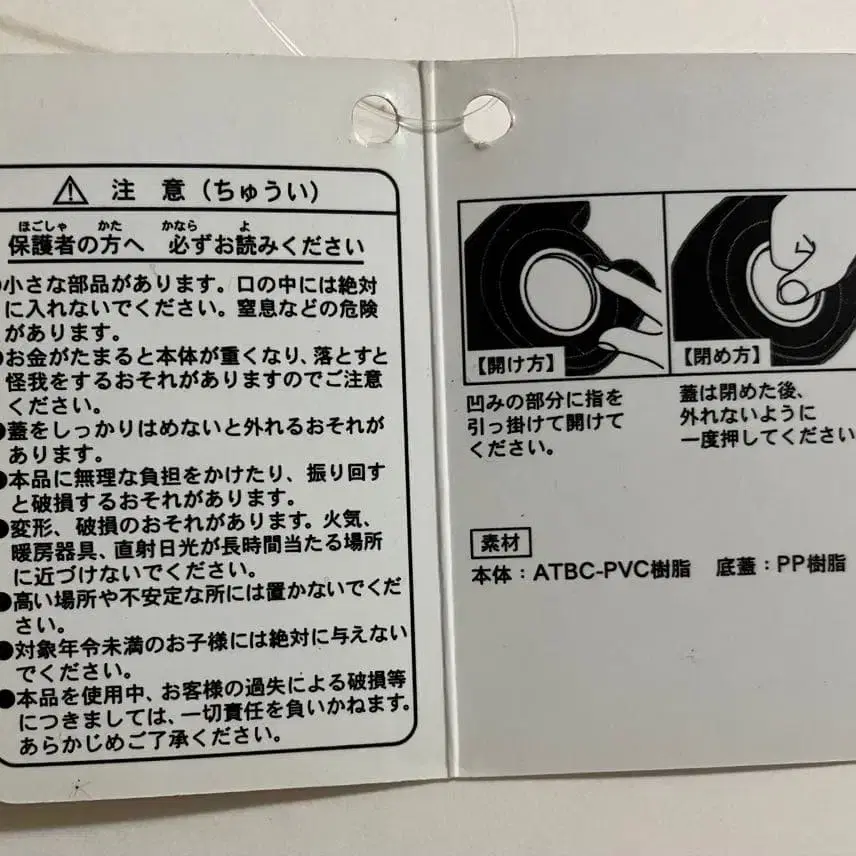 注 意（ちゅうい）
ほごしゃ かた かなら よ
保護者の方へ 必ずお読みください
●小さな部品があります。口の中には絶対
に入れないでください。窒息などの危険
があります。
●お金がたまると本体が重くなり、落とすと
怪我をするおそれがありますのでご注意
ください。
●蓋をしっかりはめないと外れるおそれが
あります。
●本品に無理な負担をかけたり、振り回す
と破損するおそれがあります。
●変形、破損のおそれがあります。火気、
暖房器具、直射日光が長時間当たる場所
に近づけないでください。
●高い場所や不安定な所には置かないでくだ
さい。
●対象年令未満のお子様には絶対に与えない
でください。
●本品を使用中、お客様の過失による破損等
につきましては、一切責任を負いかねます。
あらかじめご了承ください。
【開け方】
凹みの部分に指を
引っ掛けて開けて
ください。
【閉め方】
蓋は閉めた後、
外れないように
一度押してください
素材
本体：ATBC-PVC樹脂 底蓋：PP樹脂